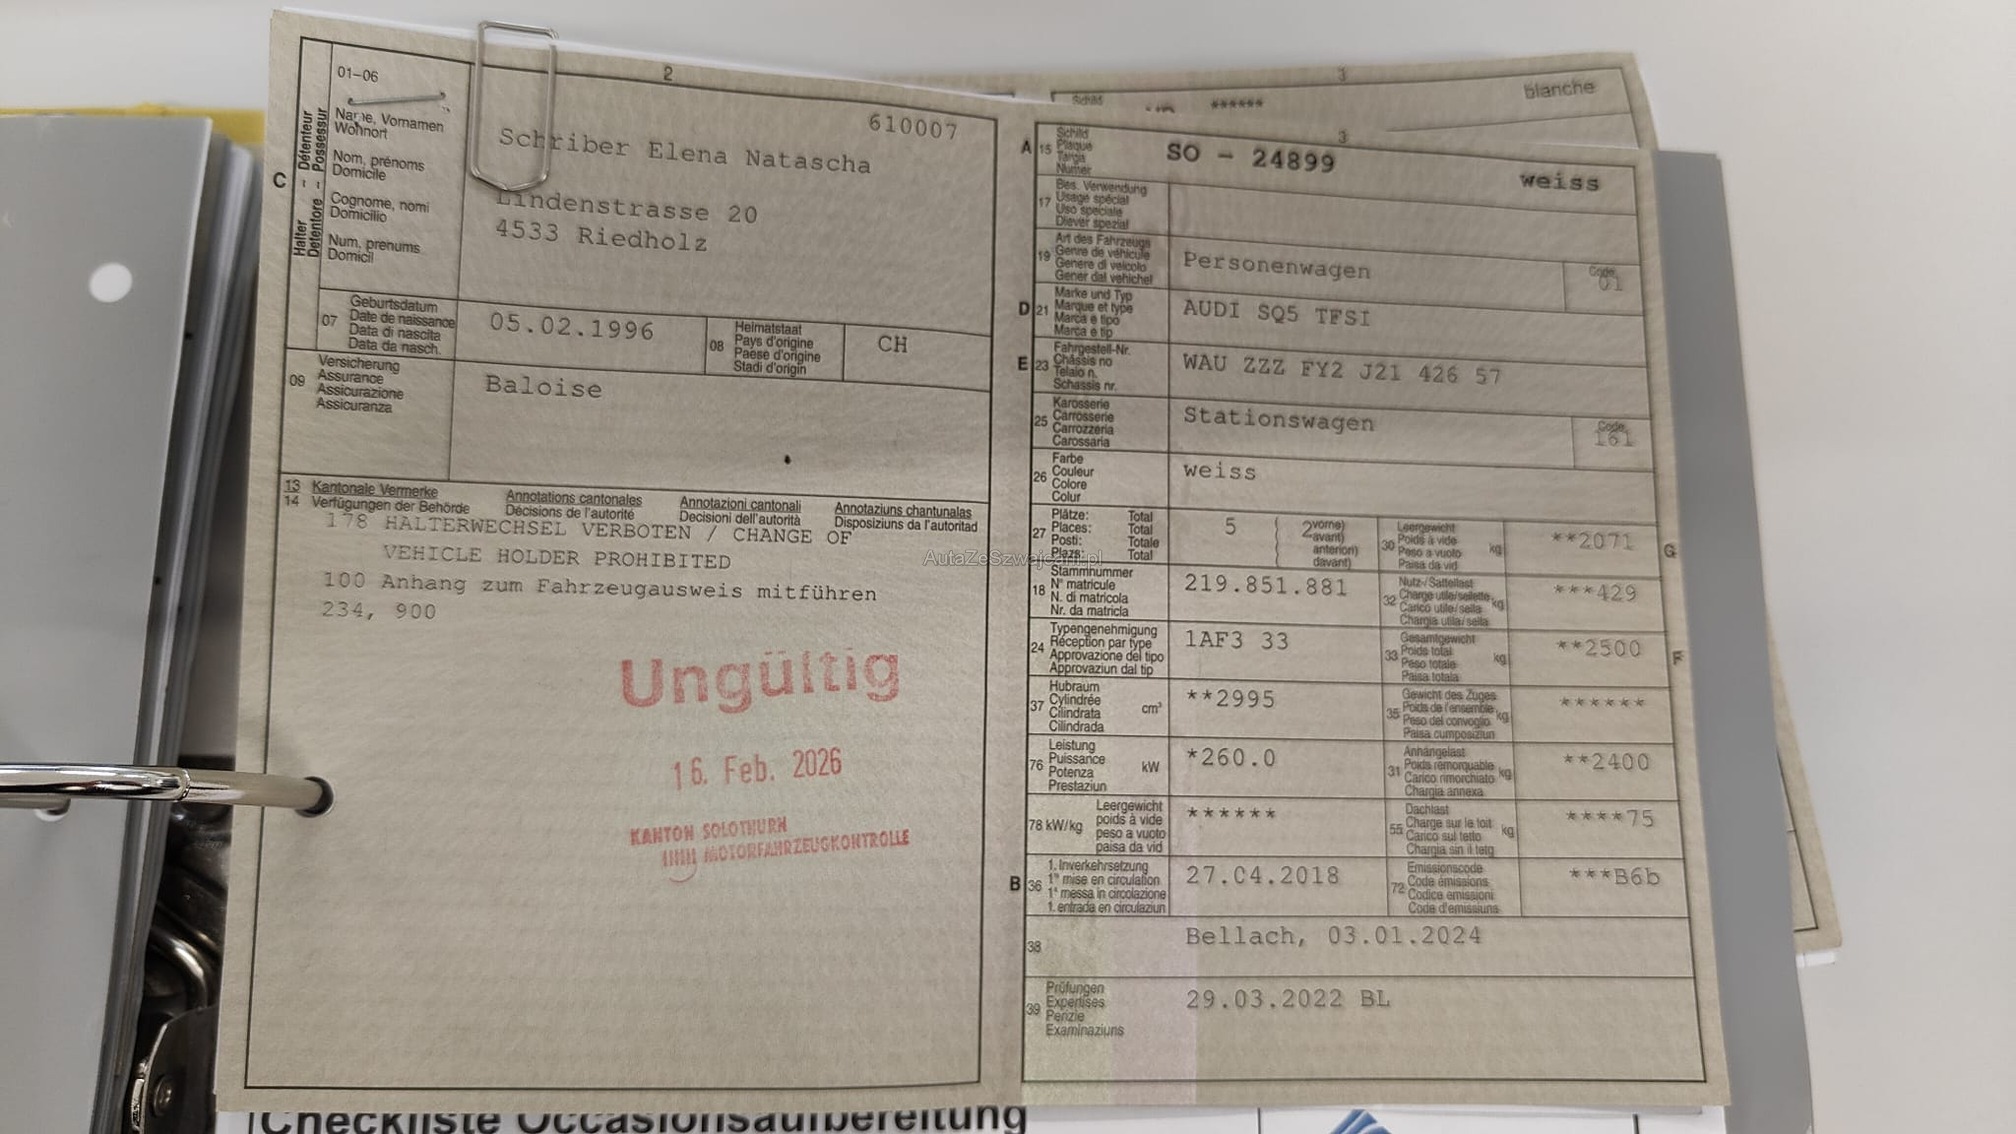 2
01-06
610007
C
Halter - Détenteur
Detentore - Possessur
Name, Vornamen
Wohnort
Nom, prénoms
Domicile
Cognome, nomi
Domicilio
Num, prenums
Domicil
Schriber Elena Natascha
Lindenstrasse 20
4533 Riedholz
07
Geburtsdatum
Date de naissance
Data di nascita
Data da nasch.
05.02.1996
08
Heimatstaat
Pays d'origine
Paese d'origine
Stadi d'origin
CH
09
Versicherung
Assurance
Assicurazione
Assicuranza
Baloise
13 Kantonale Vermerke Annotations cantonales Annotazioni cantonali Annotaziuns chantunalas
14 Verfügungen der Behörde Décisions de l'autorité Decisioni dell'autorità Disposiziuns da l'autoritad
178 HALTERWECHSEL VERBOTEN / CHANGE OF
VEHICLE HOLDER PROHIBITED
100 Anhang zum Fahrzeugausweis mitführen
234, 900
Ungültig
16. Feb. 2026
KANTON SOLOTHURN
MOTORFAHRZEUGKONTROLLE
3
Schild
******
blanche
3
A 15
Schild
Plaque
Targa
Numer
SO - 24899
weiss
17
Bes. Verwendung
Usage spécial
Uso speciale
Diever spezial
19
Art des Fahrzeugs
Genre de véhicule
Genere di veicolo
Gener dal vehichel
Personenwagen
Code
01
D 21
Marke und Typ
Marque et type
Marca e tipo
Marca e tip
AUDI SQ5 TFSI
E 23
Fahrgestell-Nr.
Châssis no
Telaio n.
Schassis nr.
WAU ZZZ FY2 J21 426 57
25
Karosserie
Carrosserie
Carrozzeria
Carossaria
Stationswagen
Code
161
26
Farbe
Couleur
Colore
Colur
weiss
27
Plätze: Total
Places: Total
Posti: Totale
Plazs: Total
5
2
vorne)
avant)
anteriori)
davant)
30
Leergewicht
Poids à vide
Peso a vuoto
Paisa da vid
kg
**2071
G
18
Stammnummer
N° matricule
N. di matricola
Nr. da matricla
219.851.881
32
Nutz-/Sattellast
Charge utile/sellette
Carico utile/sella
Chargia utila/sella
kg
***429
24
Typengenehmigung
Réception par type
Approvazione del tipo
Approvaziun dal tip
1AF3 33
33
Gesamtgewicht
Poids total
Peso totale
Paisa totala
kg
**2500
F
37
Hubraum
Cylindrée
Cilindrata
Cilindrada
cm³
**2995
35
Gewicht des Zuges
Poids de l'ensemble
Peso del convoglio
Paisa cumposiziun
kg
******
76
Leistung
Puissance
Potenza
Prestaziun
kW
*260.0
31
Anhängelast
Poids remorquable
Carico rimorchiato
Chargia annexa
kg
**2400
78 kW/kg
Leergewicht
poids à vide
peso a vuoto
paisa da vid
******
55
Dachlast
Charge sur le toit
Carico sul tetto
Chargia sin il tetg
kg
****75
B 36
1. Inverkehrsetzung
1re mise en circulation
1a messa in circolazione
1. entrada en circulaziun
27.04.2018
72
Emissionscode
Code émissions
Codice emissioni
Code d'emissiuns
***B6b
38
Bellach, 03.01.2024
39
Prüfungen
Expertises
Perizie
Examinaziuns
29.03.2022 BL
AutaZeSzwajcarii.pl
Checkliste Occasionsaufbereitung